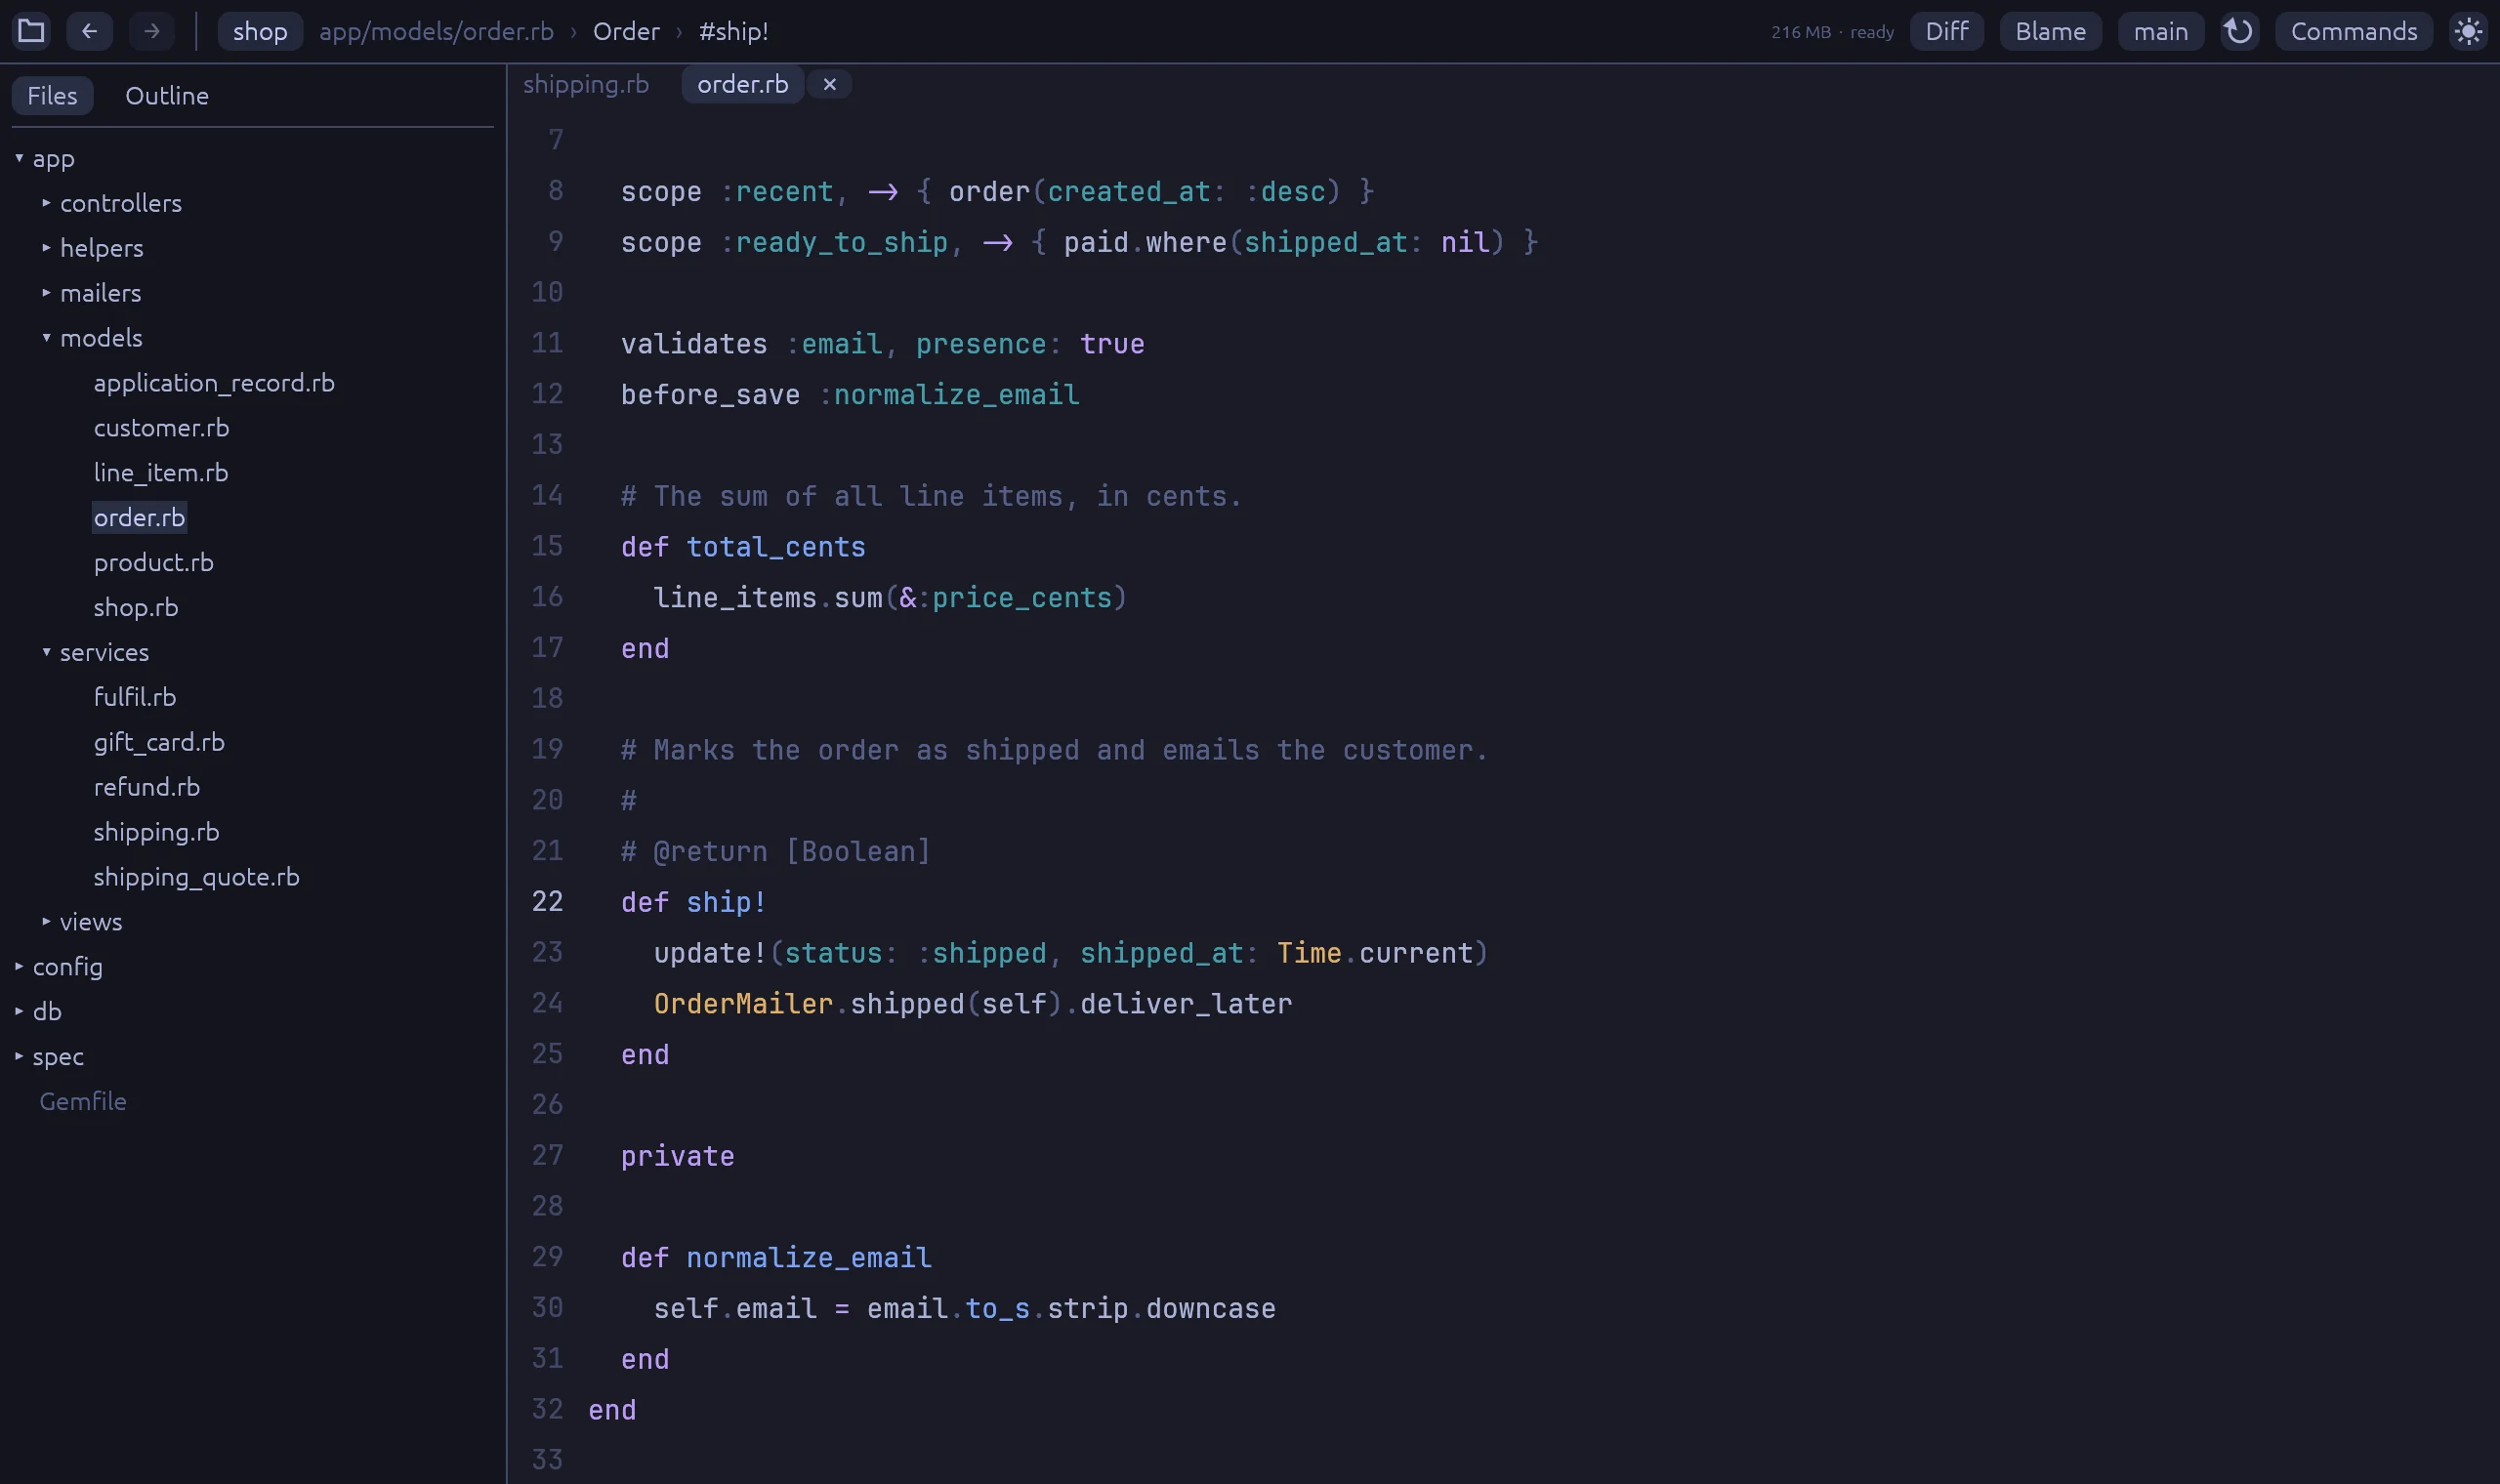 shop app/models/order.rb › Order › #ship! 216 MB · ready Diff Blame main Commands
Files Outline
app
controllers
helpers
mailers
models
application_record.rb
customer.rb
line_item.rb
order.rb
product.rb
shop.rb
services
fulfil.rb
gift_card.rb
refund.rb
shipping.rb
shipping_quote.rb
views
config
db
spec
Gemfile
shipping.rb order.rb ×
7
8 scope :recent, -> { order(created_at: :desc) }
9 scope :ready_to_ship, -> { paid.where(shipped_at: nil) }
10
11 validates :email, presence: true
12 before_save :normalize_email
13
14 # The sum of all line items, in cents.
15 def total_cents
16 line_items.sum(&:price_cents)
17 end
18
19 # Marks the order as shipped and emails the customer.
20 #
21 # @return [Boolean]
22 def ship!
23 update!(status: :shipped, shipped_at: Time.current)
24 OrderMailer.shipped(self).deliver_later
25 end
26
27 private
28
29 def normalize_email
30 self.email = email.to_s.strip.downcase
31 end
32 end
33